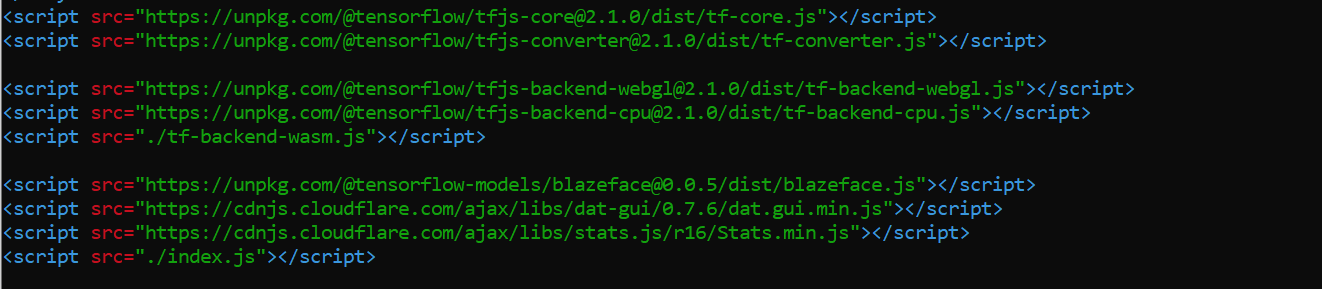 <script src="https://unpkg.com/@tensorflow/tfjs-core@2.1.0/dist/tf-core.js"></script>
<script src="https://unpkg.com/@tensorflow/tfjs-converter@2.1.0/dist/tf-converter.js"></script>
<script src="https://unpkg.com/@tensorflow/tfjs-backend-webgl@2.1.0/dist/tf-backend-webgl.js"></script>
<script src="https://unpkg.com/@tensorflow/tfjs-backend-cpu@2.1.0/dist/tf-backend-cpu.js"></script>
<script src="./tf-backend-wasm.js"></script>
<script src="https://unpkg.com/@tensorflow-models/blazeface@0.0.5/dist/blazeface.js"></script>
<script src="https://cdnjs.cloudflare.com/ajax/libs/dat-gui/0.7.6/dat.gui.min.js"></script>
<script src="https://cdnjs.cloudflare.com/ajax/libs/stats.js/r16/Stats.min.js"></script>
<script src="./index.js"></script>